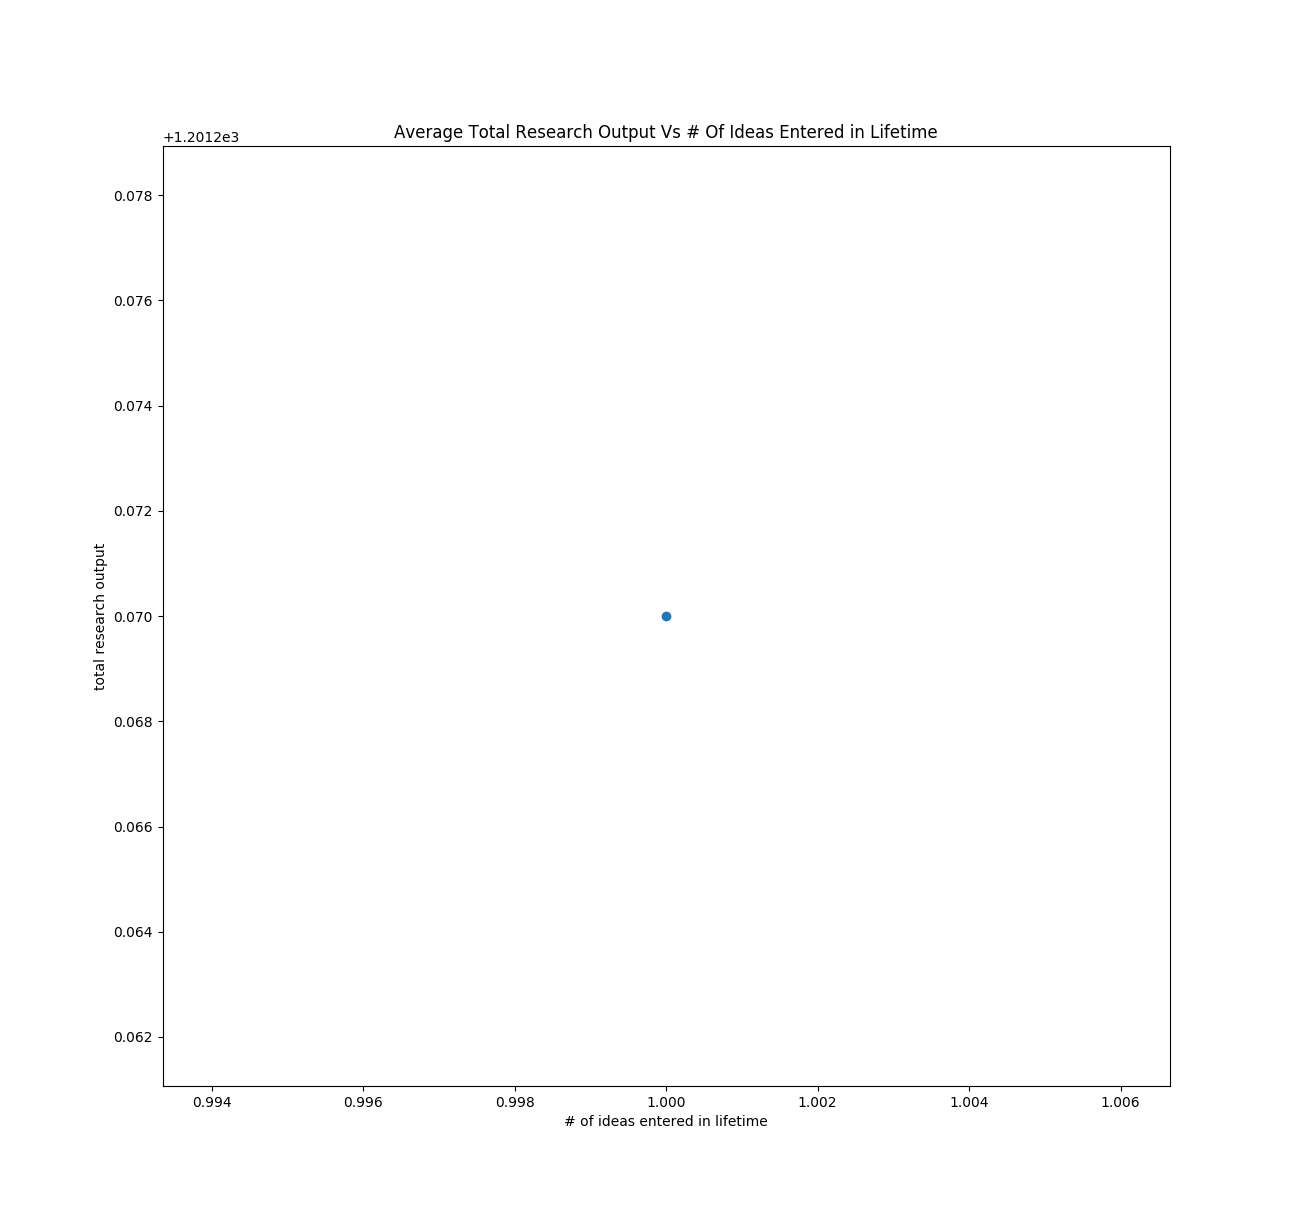 Average Total Research Output Vs # Of Ideas Entered in Lifetime
+1.2012e3
0.078
0.076
0.074
0.072
0.070
0.068
0.066
0.064
0.062
total research output
0.994 0.996 0.998 1.000 1.002 1.004 1.006
# of ideas entered in lifetime